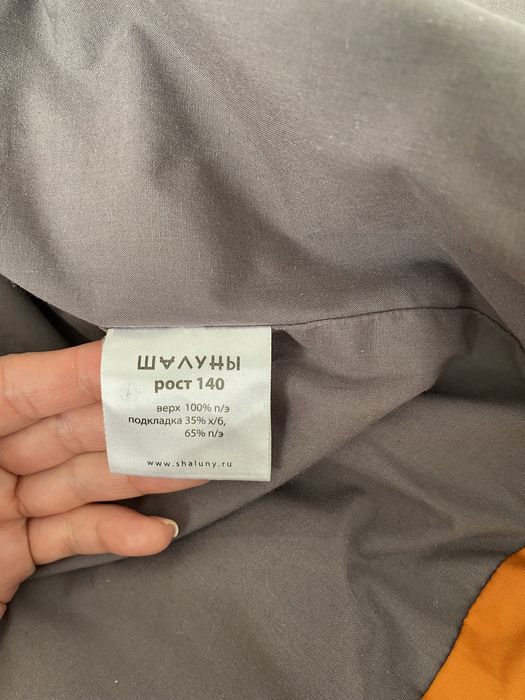 ШАЛУНЫ
рост 140
верх 100% п/э
подкладка 35% х/б,
65% п/э
www.shaluny.ru